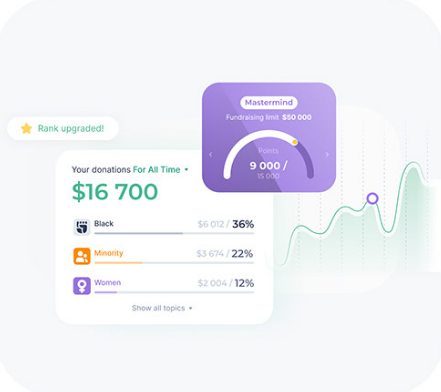 Mastermind
Fundraising limit $50 000
Points
9 000 /
15 000
Rank upgraded!
Your donations For All Time
$16 700
Black $6 012 / 36%
Minority $3 674 / 22%
Women $2 004 / 12%
Show all topics